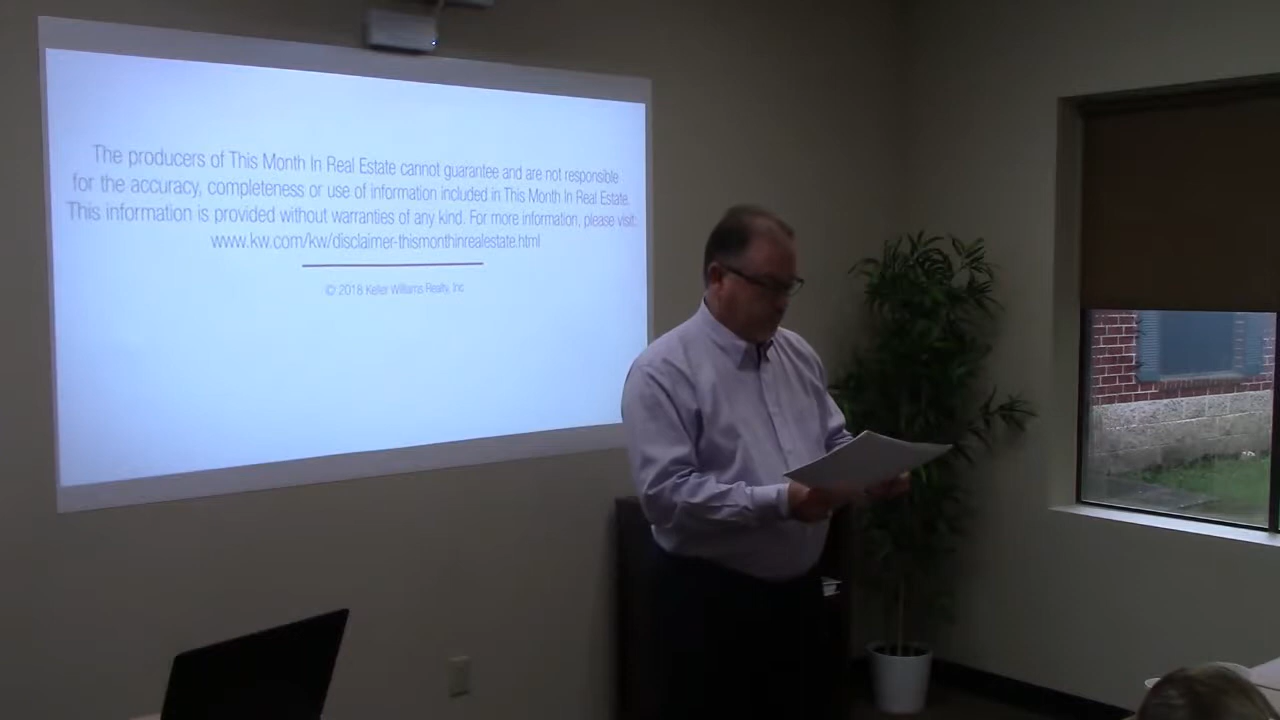 The producers of This Month In Real Estate cannot guarantee and are not responsible
for the accuracy, completeness or use of information included in This Month In Real Estate.
This information is provided without warranties of any kind. For more information, please visit:
www.kw.com/kw/disclaimer-thismonthinrealestate.html
© 2018 Keller Williams Realty, Inc